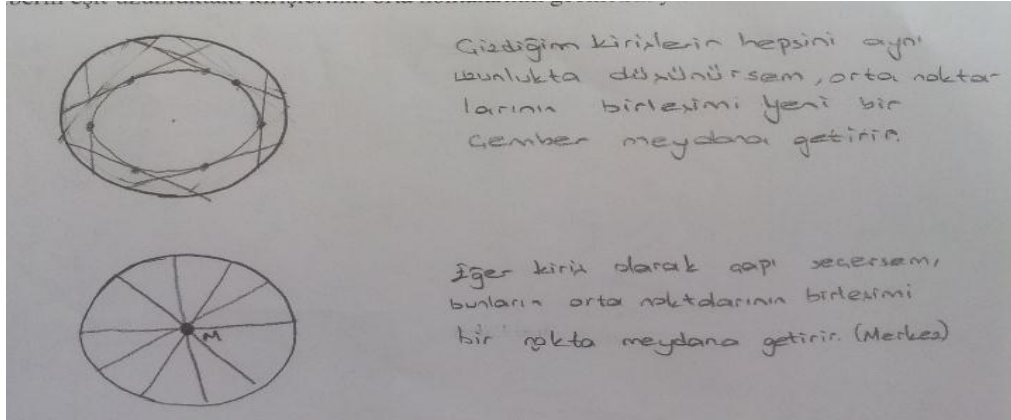 Çizdiğim kirişlerin hepsini aynı
uzunlukta düşünürsem, orta nokta-
larının birleşimi yeni bir
çember meydana getirir.
M
Eğer kiriş olarak çapı seçersem,
bunların orta noktalarının birleşimi
bir nokta meydana getirir. (Merkez)